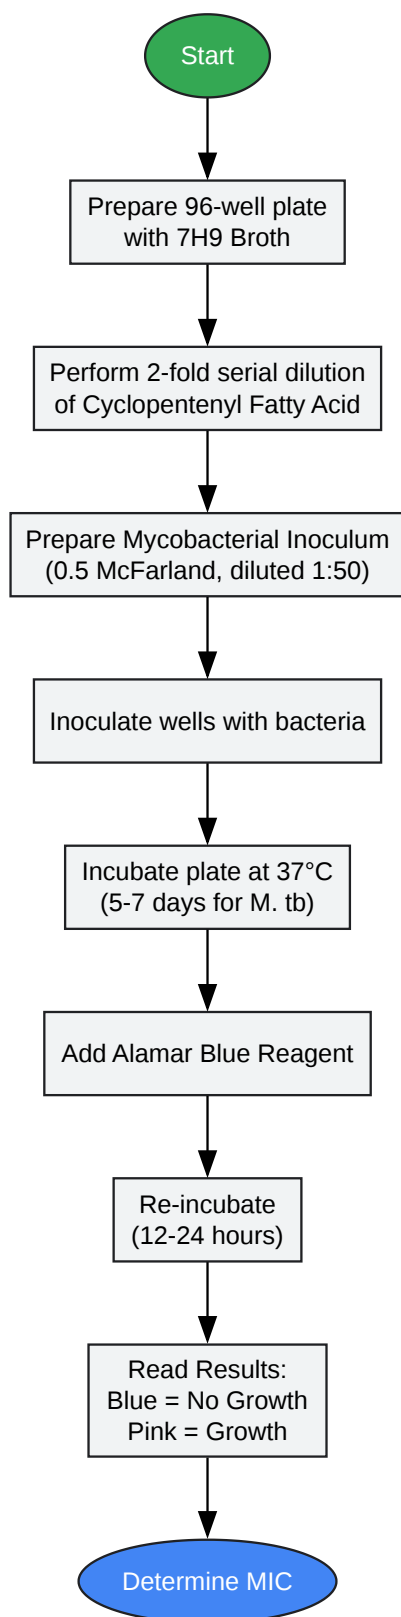 Start
Prepare 96-well plate
with 7H9 Broth
Perform 2-fold serial dilution
of Cyclopentenyl Fatty Acid
Prepare Mycobacterial Inoculum
(0.5 McFarland, diluted 1:50)
Inoculate wells with bacteria
Incubate plate at 37°C
(5-7 days for M. tb)
Add Alamar Blue Reagent
Re-incubate
(12-24 hours)
Read Results:
Blue = No Growth
Pink = Growth
Determine MIC